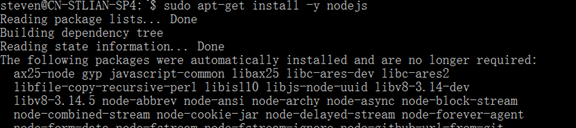 steven@CN-STLIAN-SP4:~$ sudo apt-get install -y nodejs
Reading package lists... Done
Building dependency tree
Reading state information... Done
The following packages were automatically installed and are no longer required:
ax25-node gyp javascript-common libax25 libc-ares-dev libc-ares2
libfile-copy-recursive-perl libisl10 libjs-node-uuid libv8-3.14-dev
libv8-3.14.5 node-abbrev node-ansi node-archy node-async node-block-stream
node-combined-stream node-cookie-jar node-delayed-stream node-forever-agent
node-form-data node-fstream node-fstream-ignore node-github-url-from-git